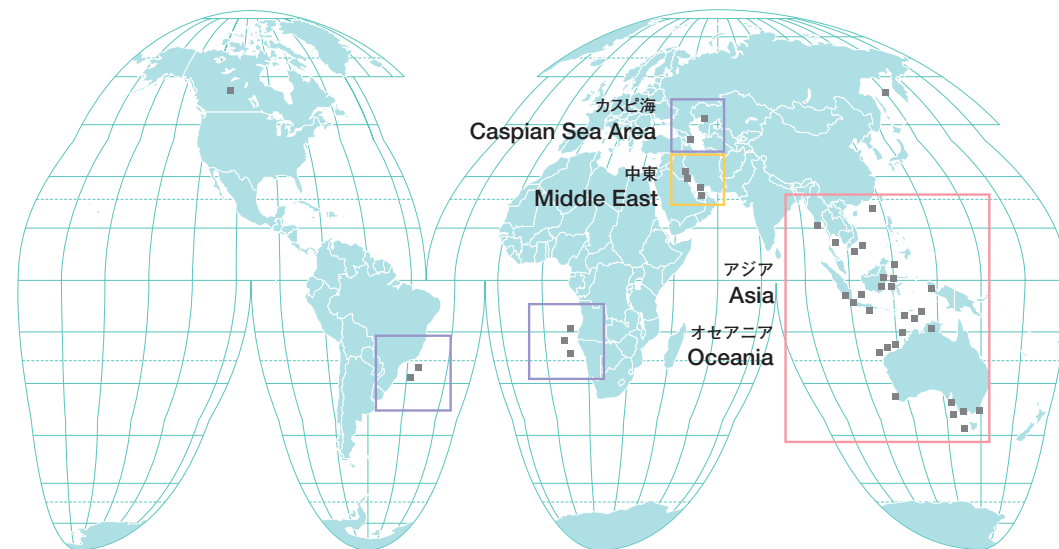 カスピ海
Caspian Sea Area
中東
Middle East
アジア
Asia
オセアニア
Oceania